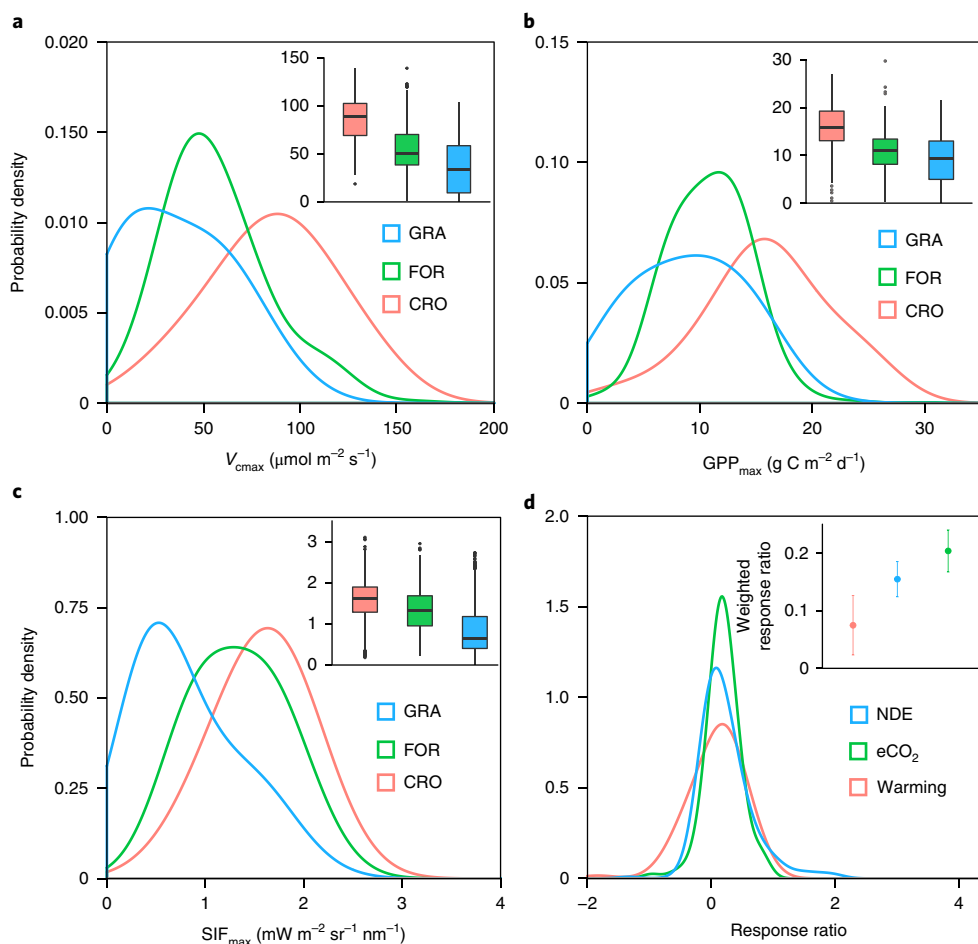 a
0.020
0.150
0.010
0.005
0
Probability density
150
100
50
0
GRA
FOR
CRO
0 50 100 150 200
Vcmax (μmol m−2 s−1)
b
0.15
0.10
0.05
0
30
20
10
0
GRA
FOR
CRO
0 10 20 30
GPPmax (g C m−2 d−1)
c
1.00
0.75
0.50
0.25
0
Probability density
3
2
1
0
GRA
FOR
CRO
0 1 2 3 4
SIFmax (mW m−2 sr−1 nm−1)
d
2.0
1.5
1.0
0.5
0
Weighted
response ratio
0.2
0.1
0
NDE
eCO2
Warming
−2 0 2 4
Response ratio